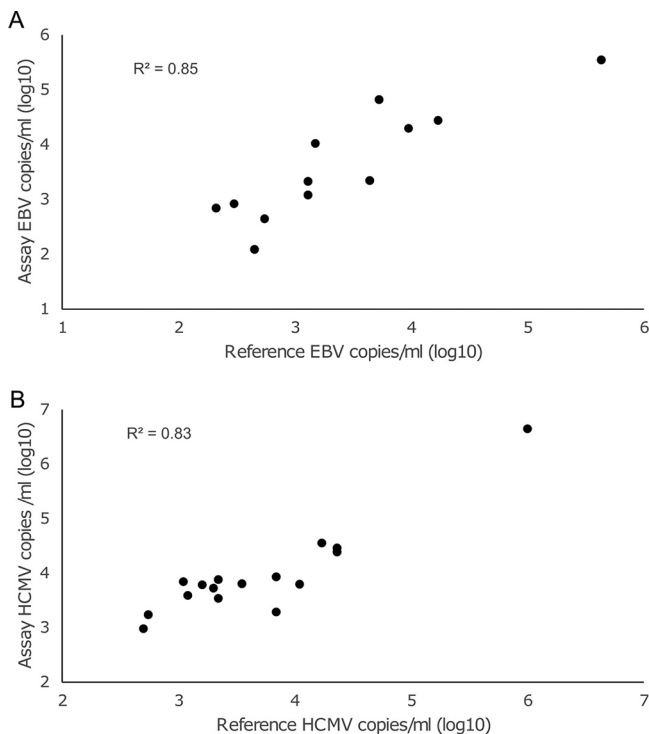 A
R² = 0.85
6
5
4
3
2
1
Assay EBV copies/ml (log10)
1 2 3 4 5 6
Reference EBV copies/ml (log10)
B
R² = 0.83
7
6
5
4
3
2
Assay HCMV copies /ml (log10)
2 3 4 5 6 7
Reference HCMV copies/ml (log10)